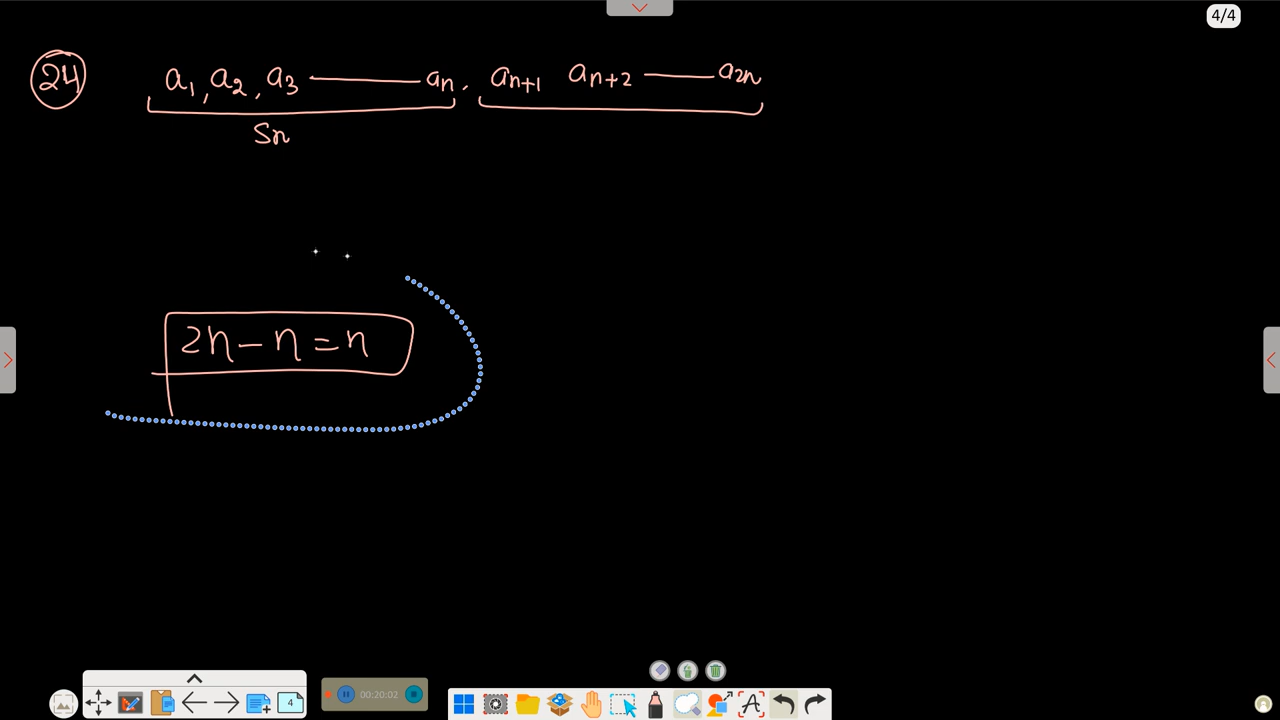 4/4
24 a₁, a₂, a₃ —— aₙ, aₙ₊₁ aₙ₊₂ —— a₂ₙ
Sn
2n - n = n
4
00:20:02
A